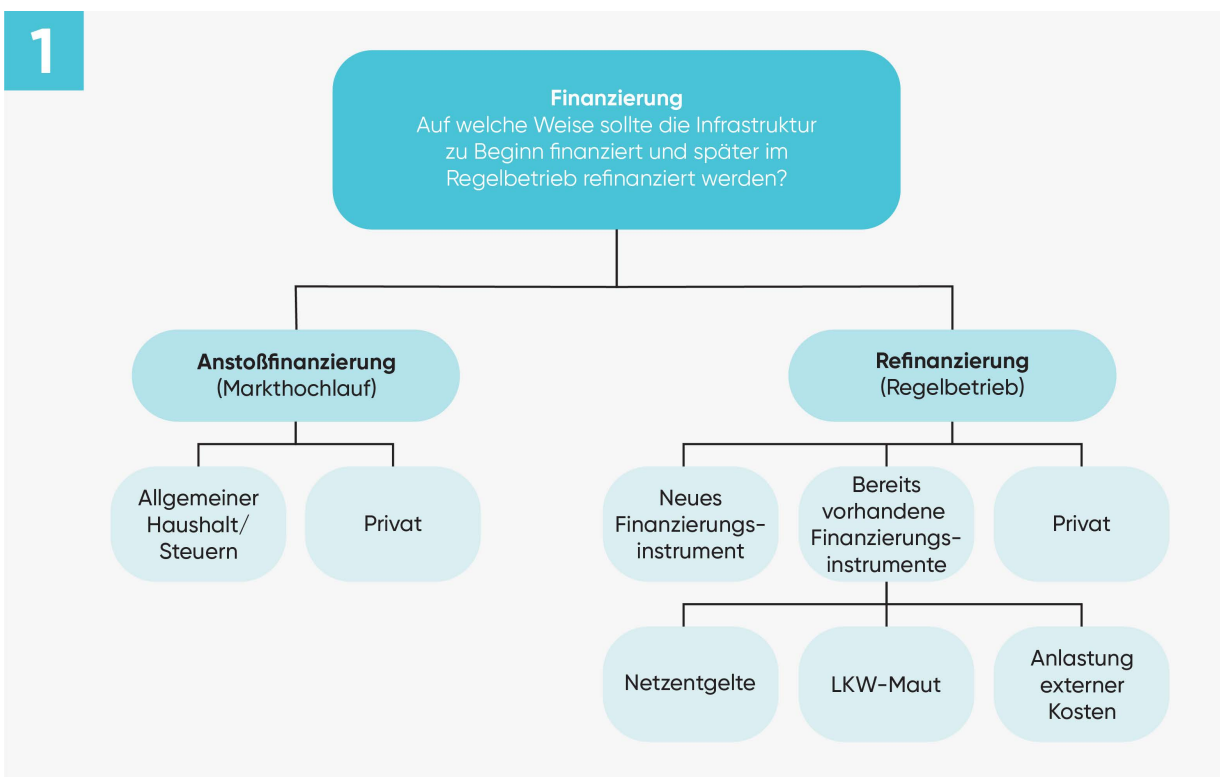 1
Finanzierung
Auf welche Weise sollte die Infrastruktur
zu Beginn finanziert und später im
Regelbetrieb refinanziert werden?
Anstoßfinanzierung
(Markthochlauf)
Refinanzierung
(Regelbetrieb)
Allgemeiner
Haushalt/
Steuern
Privat
Neues
Finanzierungs-
instrument
Bereits
vorhandene
Finanzierungs-
instrumente
Privat
Netzentgelte
LKW-Maut
Anlastung
externer
Kosten